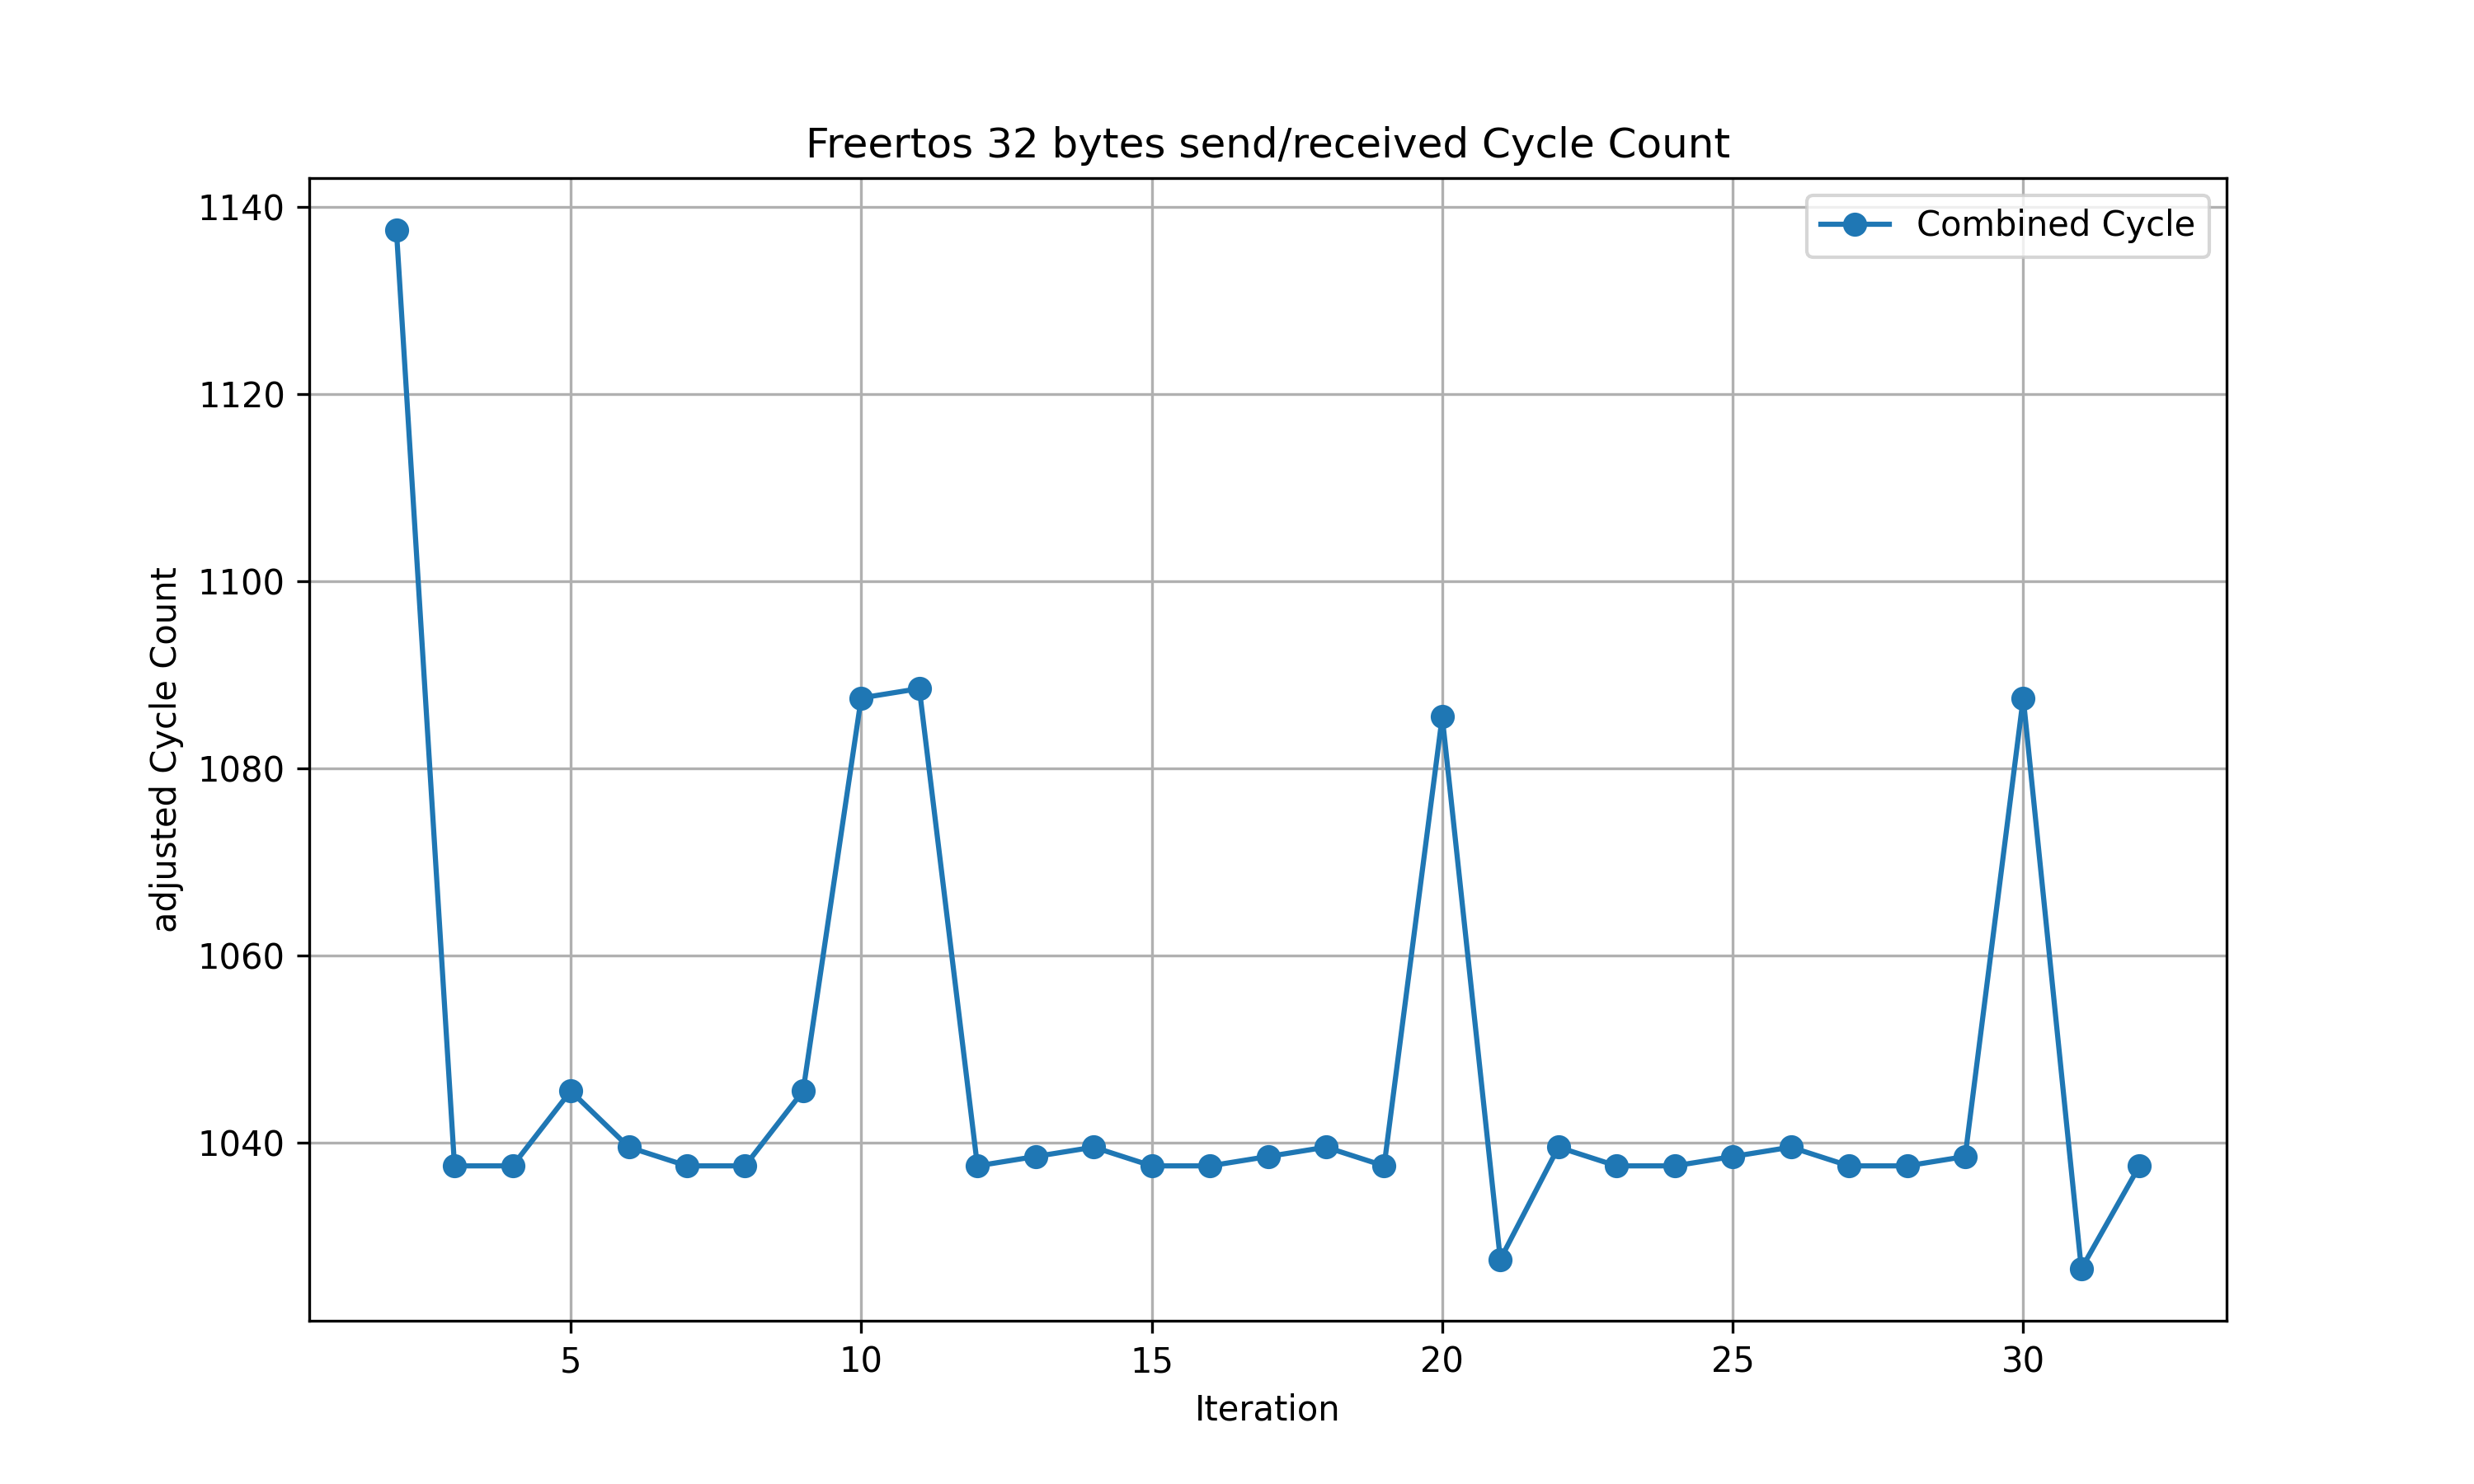 Freertos 32 bytes send/received Cycle Count
Combined Cycle
adjusted Cycle Count
1140
1120
1100
1080
1060
1040
5 10 15 20 25 30
Iteration